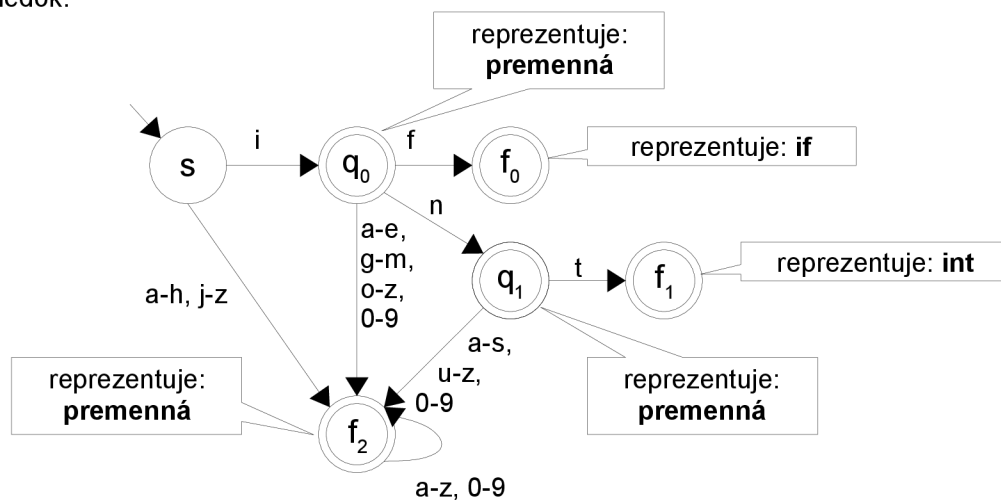 reprezentuje:
premenná
s
i
q0
f
f0
reprezentuje: if
n
a-e,
g-m,
o-z,
0-9
q1
t
f1
reprezentuje: int
a-h, j-z
a-s,
u-z,
0-9
reprezentuje:
premenná
f2
reprezentuje:
premenná
a-z, 0-9